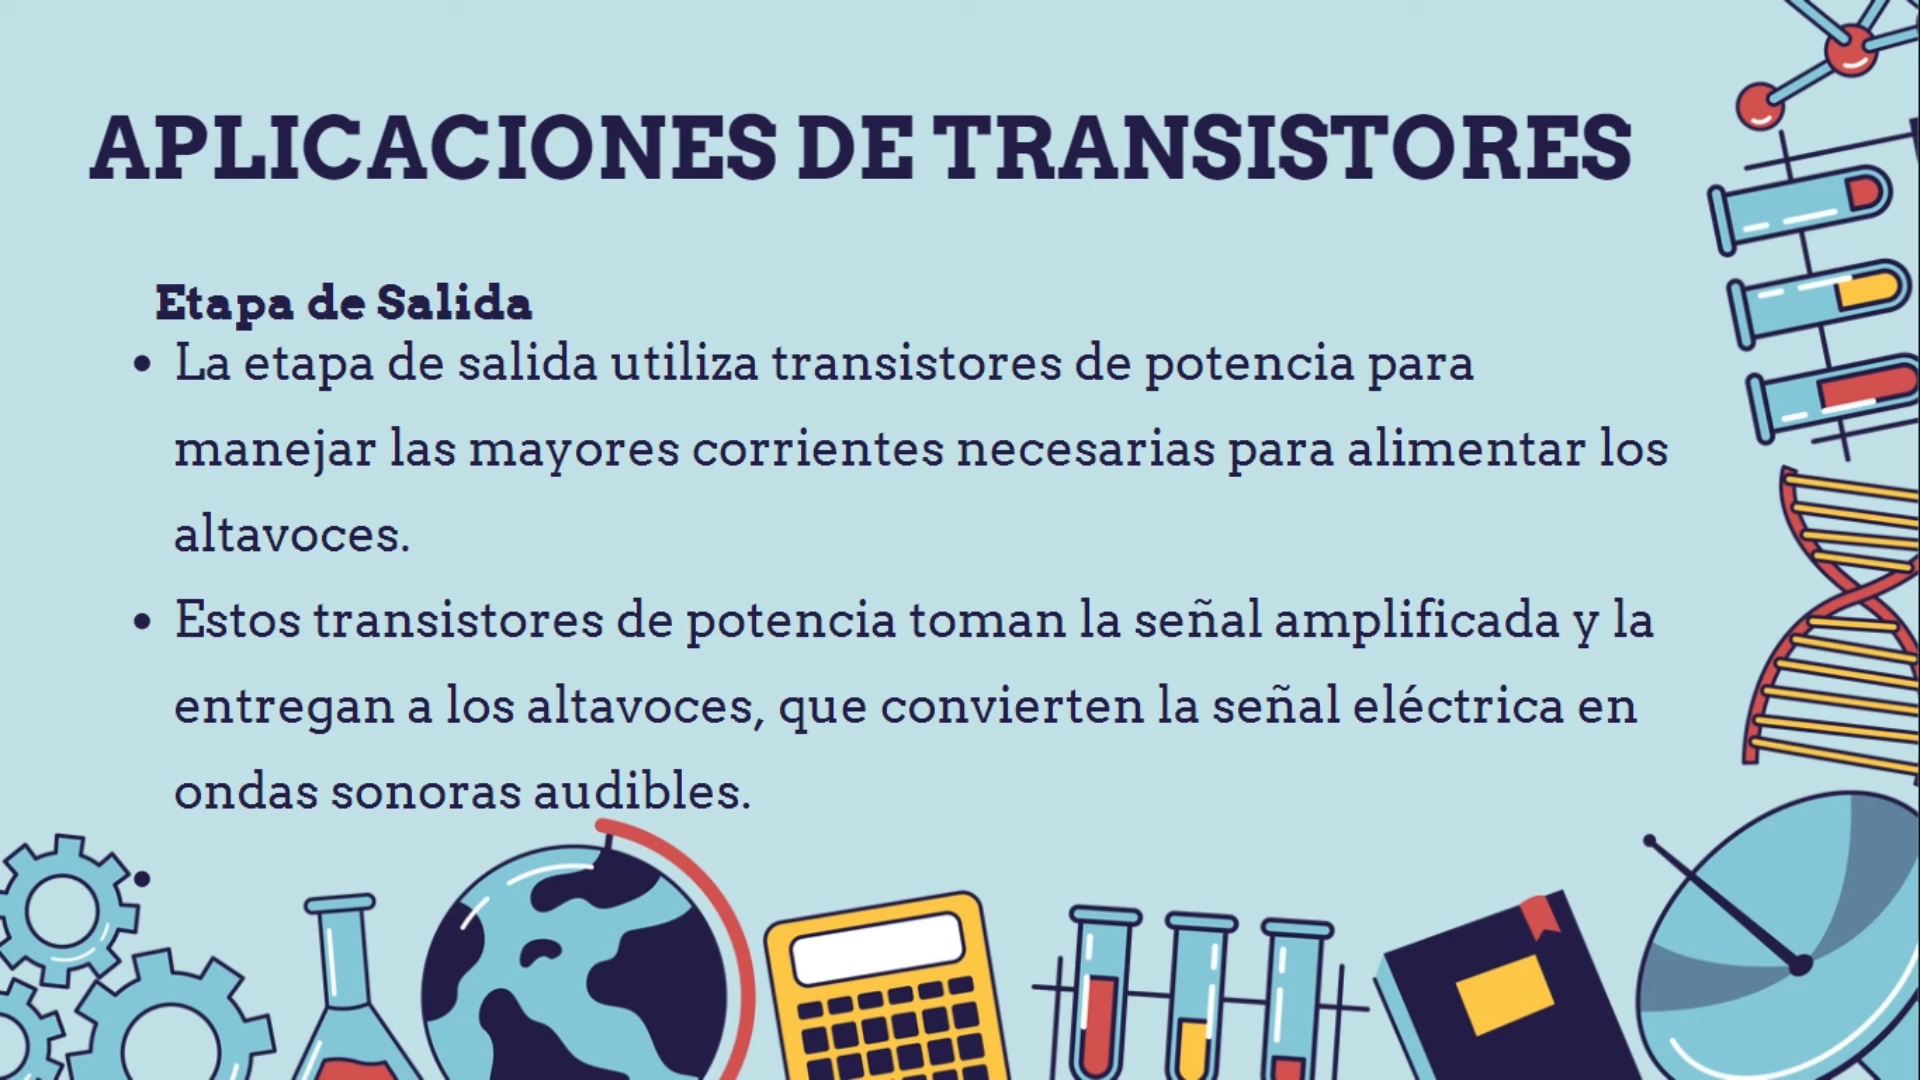 APLICACIONES DE TRANSISTORES
Etapa de Salida
• La etapa de salida utiliza transistores de potencia para
manejar las mayores corrientes necesarias para alimentar los
altavoces.
• Estos transistores de potencia toman la señal amplificada y la
entregan a los altavoces, que convierten la señal eléctrica en
ondas sonoras audibles.